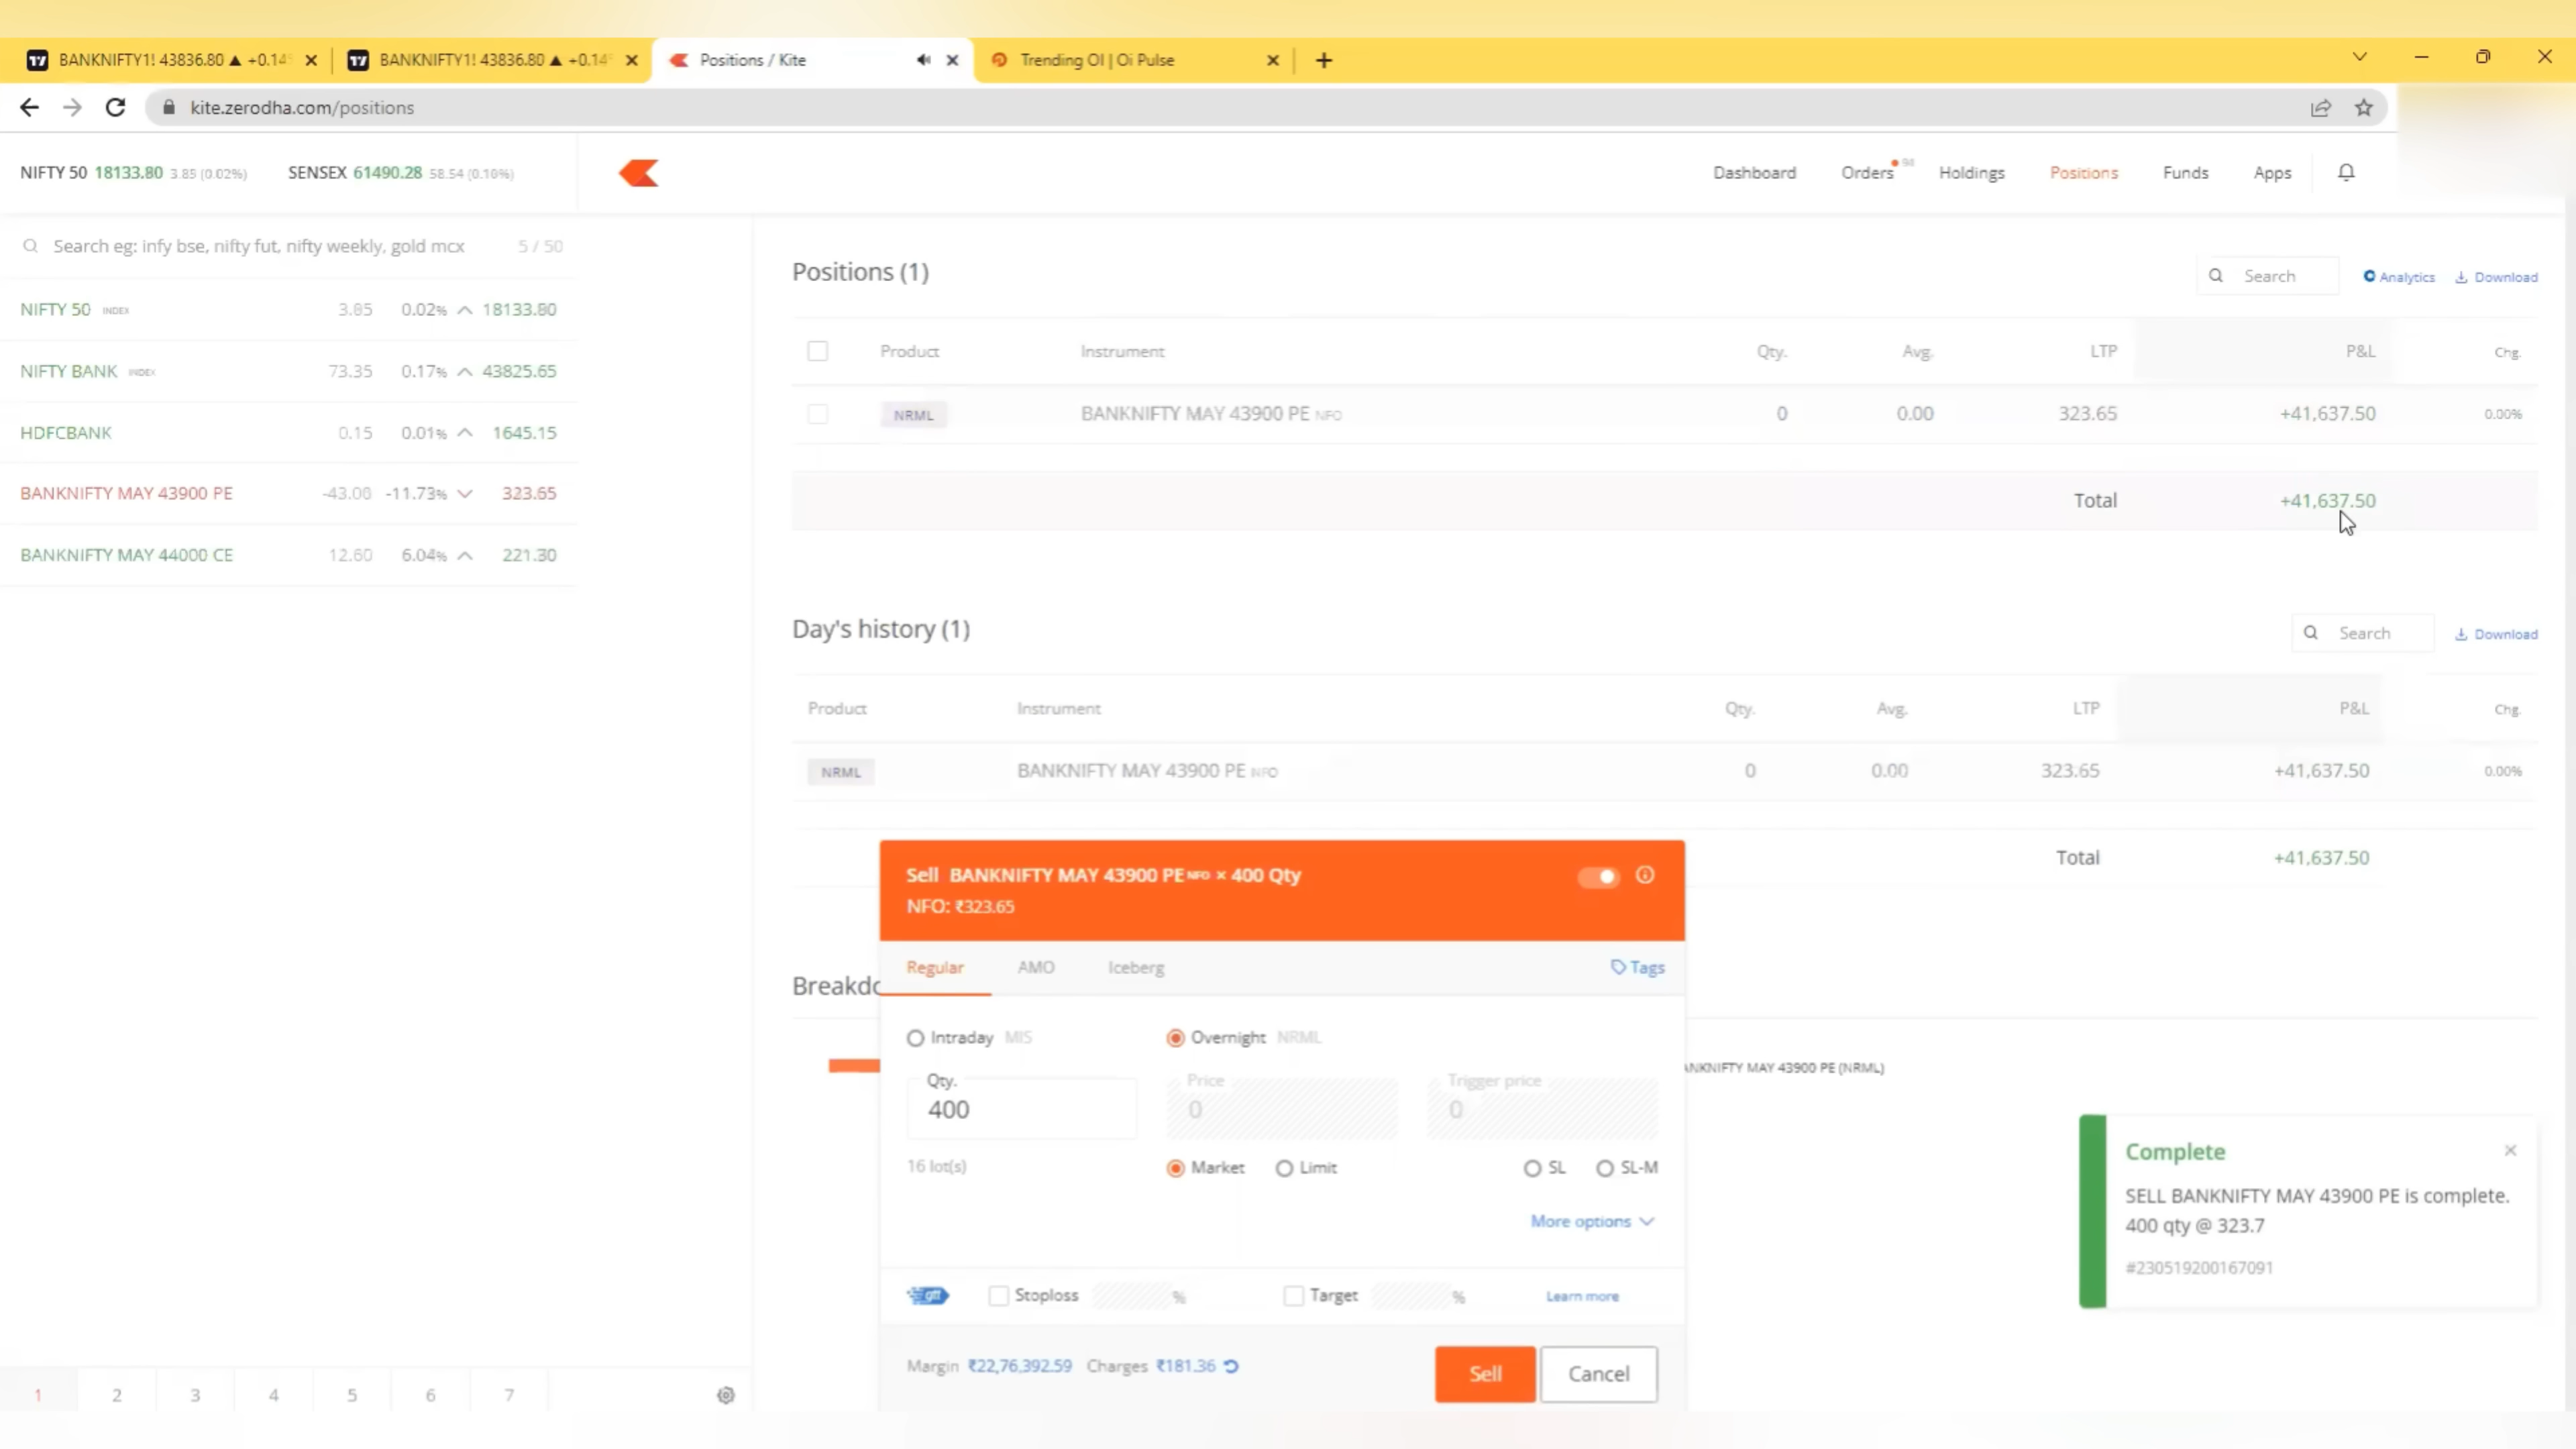 BANKNIFTY1! 43836.80 ▲ +0.14
BANKNIFTY1! 43836.80 ▲ +0.14
Positions / Kite
Trending OI | Oi Pulse
kite.zerodha.com/positions
NIFTY 50 18133.80 3.85 (0.02%)
SENSEX 61490.28 58.54 (0.10%)
Dashboard
Orders 94
Holdings
Positions
Funds
Apps
Search eg: infy bse, nifty fut, nifty weekly, gold mcx 5 / 50
NIFTY 50 INDEX 3.85 0.02% 18133.80
NIFTY BANK INDEX 73.35 0.17% 43825.65
HDFCBANK 0.15 0.01% 1645.15
BANKNIFTY MAY 43900 PE -43.00 -11.73% 323.65
BANKNIFTY MAY 44000 CE 12.60 6.04% 221.30
Positions (1)
Search
Analytics
Download
Product Instrument Qty. Avg. LTP P&L Chg.
NRML BANKNIFTY MAY 43900 PE NFO 0 0.00 323.65 +41,637.50 0.00%
Total +41,637.50
Day's history (1)
Search
Download
Product Instrument Qty. Avg. LTP P&L Chg.
NRML BANKNIFTY MAY 43900 PE NFO 0 0.00 323.65 +41,637.50 0.00%
Total +41,637.50
Sell BANKNIFTY MAY 43900 PE NFO × 400 Qty
NFO: ₹323.65
Regular AMO Iceberg Tags
Intraday MIS Overnight NRML
Qty. Price Trigger price
400 0 0
16 lot(s) Market Limit SL SL-M
More options
gtt Stoploss % Target % Learn more
Margin ₹22,76,392.59 Charges ₹181.36
Sell Cancel
ANKNIFTY MAY 43900 PE (NRML)
Complete
SELL BANKNIFTY MAY 43900 PE is complete.
400 qty @ 323.7
#230519200167091
1 2 3 4 5 6 7